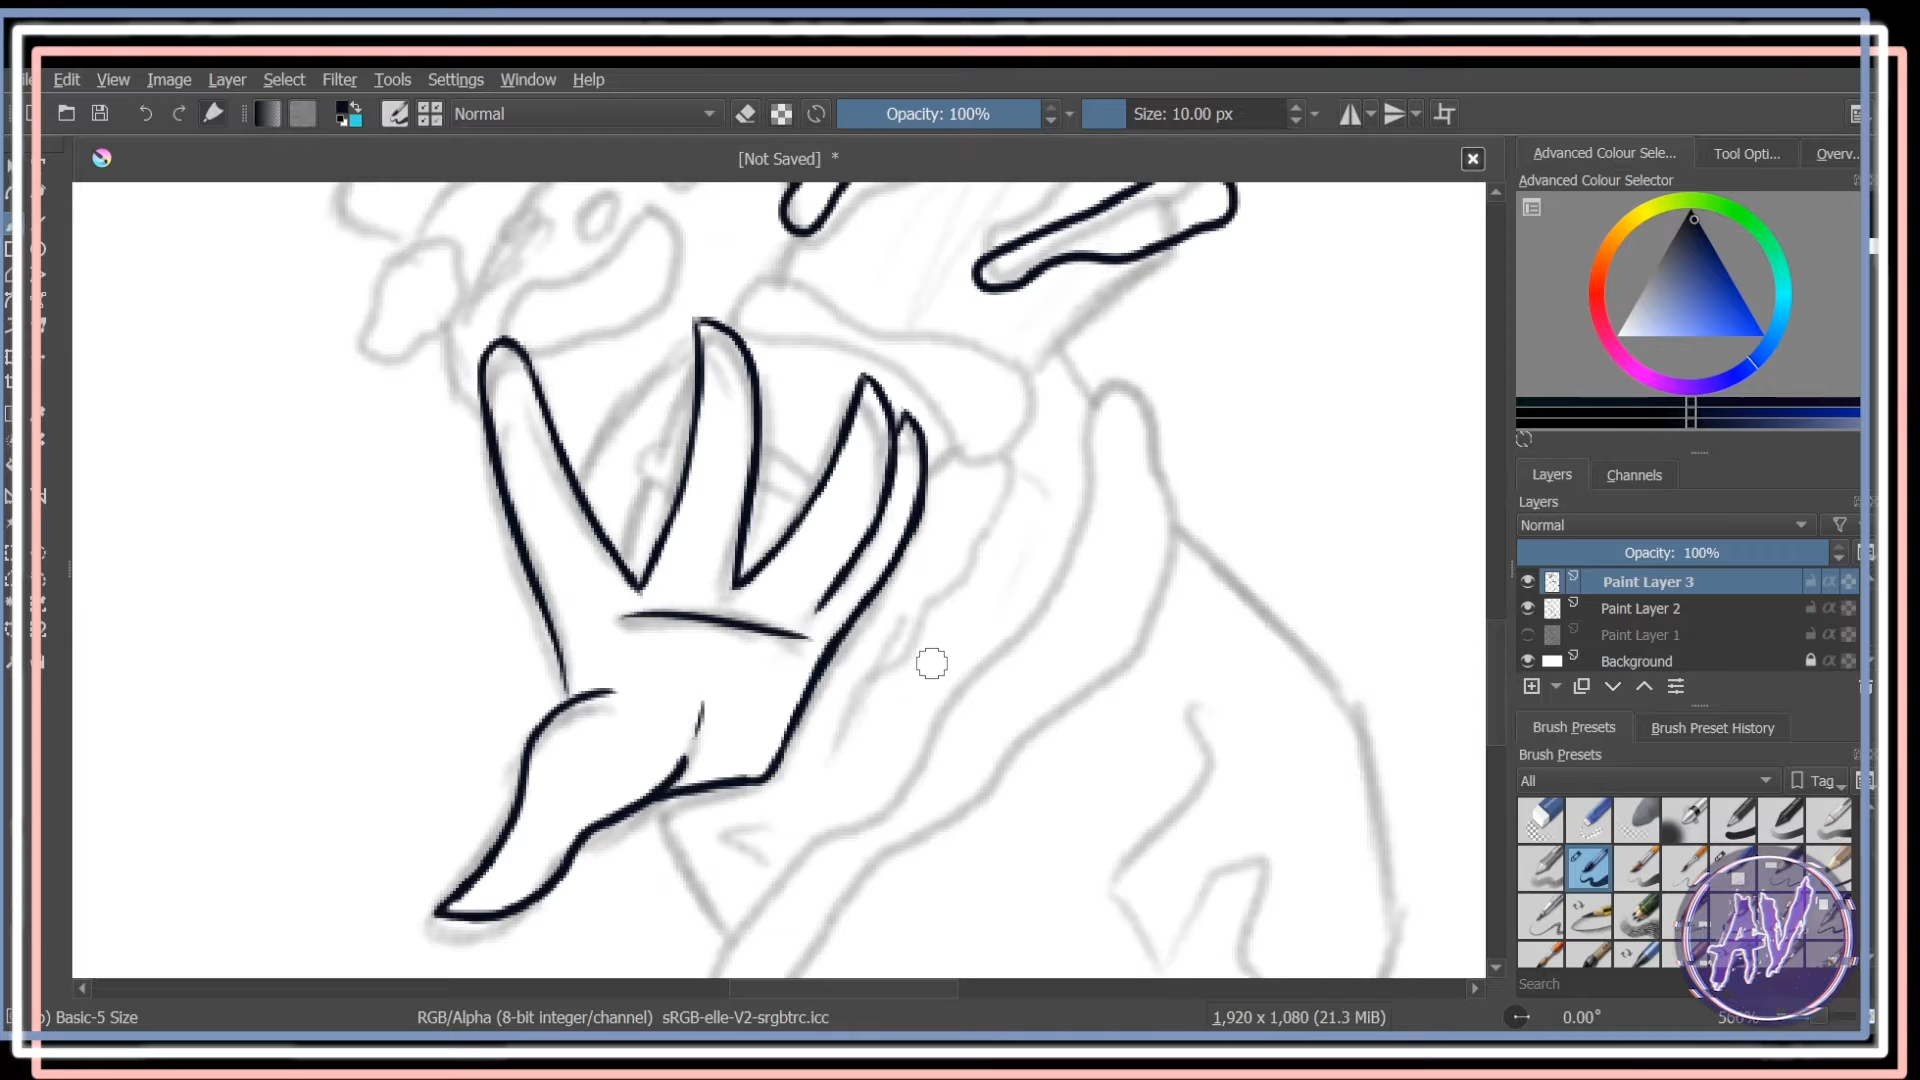 Edit View Image Layer Select Filter Tools Settings Window Help
Normal Opacity: 100% Size: 10.00 px
[Not Saved] *
Advanced Colour Sele... Tool Opti... Overv...
Advanced Colour Selector
Layers Channels
Layers
Normal
Opacity: 100%
Paint Layer 3
Paint Layer 2
Paint Layer 1
Background
Brush Presets Brush Preset History
Brush Presets
All Tag
AV
Search
Basic-5 Size RGB/Alpha (8-bit integer/channel) sRGB-elle-V2-srgbtrc.icc 1,920 x 1,080 (21.3 MiB) 0.00°